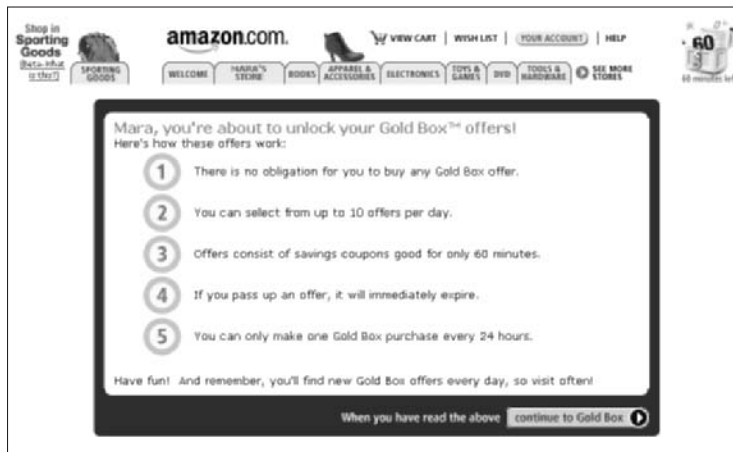 Shop in
Sporting
Goods
(Beta-What
is this?)
SPORTING
GOODS
amazon.com.
VIEW CART | WISH LIST | YOUR ACCOUNT | HELP
WELCOME
MARA'S
STORE
BOOKS
APPAREL &
ACCESSORIES
ELECTRONICS
TOYS &
GAMES
DVD
TOOLS &
HARDWARE
SEE MORE
STORES
60
60 minutes left
Mara, you're about to unlock your Gold Box™ offers!
Here's how these offers work:
1 There is no obligation for you to buy any Gold Box offer.
2 You can select from up to 10 offers per day.
3 Offers consist of savings coupons good for only 60 minutes.
4 If you pass up an offer, it will immediately expire.
5 You can only make one Gold Box purchase every 24 hours.
Have fun! And remember, you'll find new Gold Box offers every day, so visit often!
When you have read the above continue to Gold Box